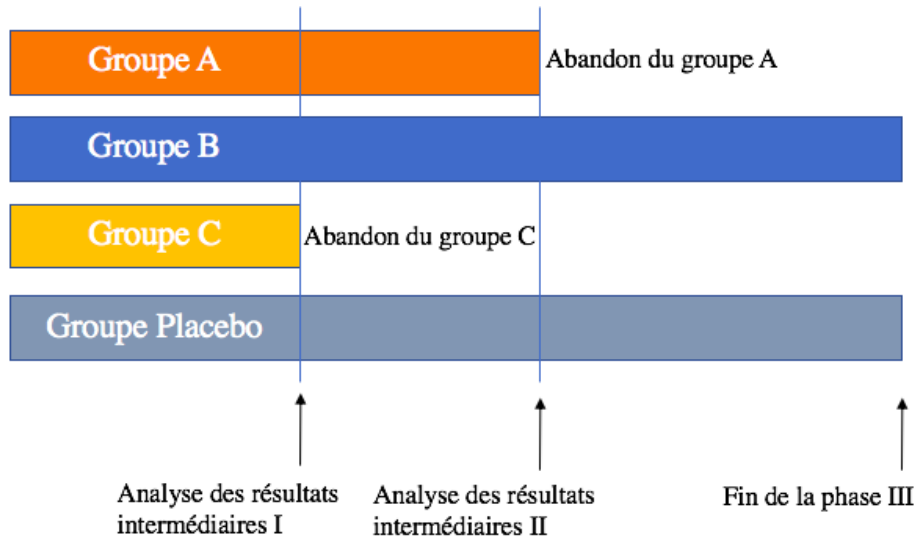 Groupe A
Abandon du groupe A
Groupe B
Groupe C
Abandon du groupe C
Groupe Placebo
Analyse des résultats
intermédiaires I
Analyse des résultats
intermédiaires II
Fin de la phase III